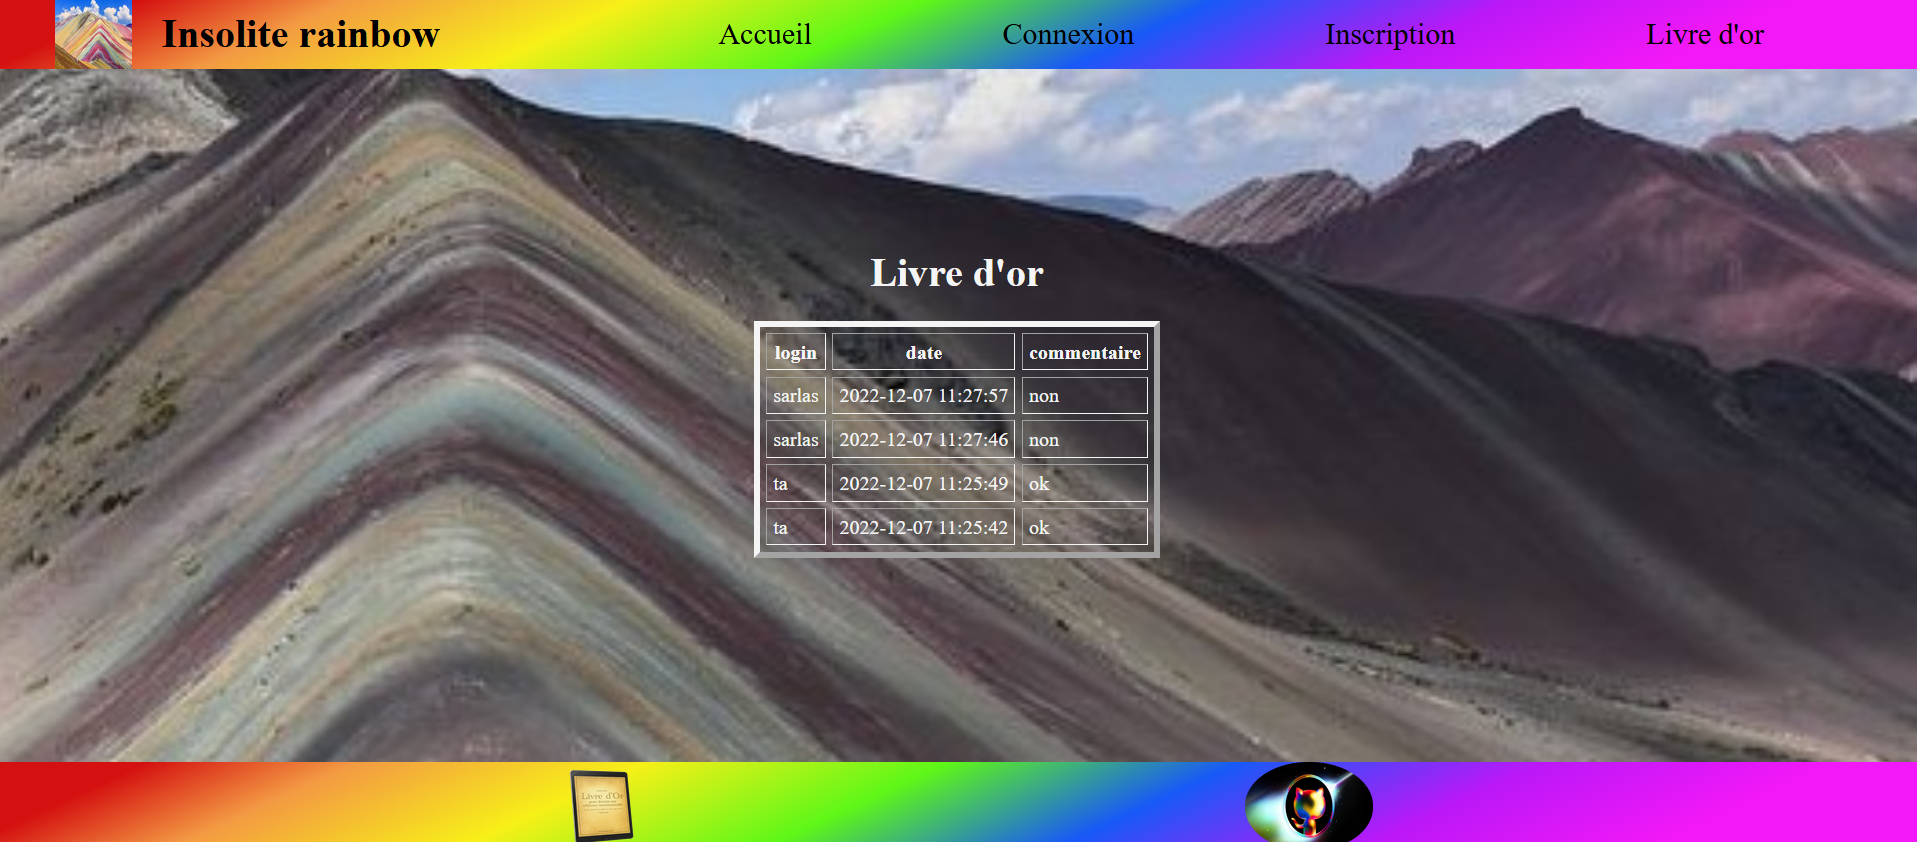 Insolite rainbow Accueil Connexion Inscription Livre d'or
Livre d'or
login date commentaire
sarlas 2022-12-07 11:27:57 non
sarlas 2022-12-07 11:27:46 non
ta 2022-12-07 11:25:49 ok
ta 2022-12-07 11:25:42 ok
Livre d'Or